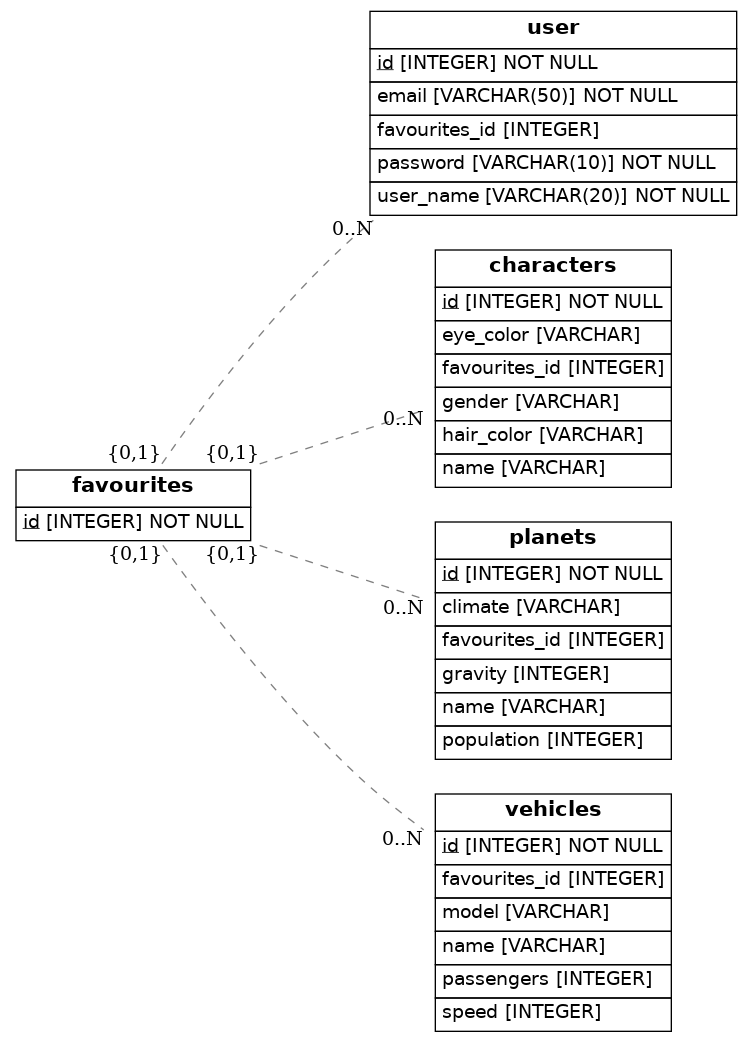 user
id [INTEGER] NOT NULL
email [VARCHAR(50)] NOT NULL
favourites_id [INTEGER]
password [VARCHAR(10)] NOT NULL
user_name [VARCHAR(20)] NOT NULL
0..N
characters
id [INTEGER] NOT NULL
eye_color [VARCHAR]
favourites_id [INTEGER]
gender [VARCHAR]
hair_color [VARCHAR]
name [VARCHAR]
0..N
{0,1}
{0,1}
favourites
id [INTEGER] NOT NULL
{0,1}
{0,1}
planets
id [INTEGER] NOT NULL
climate [VARCHAR]
favourites_id [INTEGER]
gravity [INTEGER]
name [VARCHAR]
population [INTEGER]
0..N
vehicles
id [INTEGER] NOT NULL
favourites_id [INTEGER]
model [VARCHAR]
name [VARCHAR]
passengers [INTEGER]
speed [INTEGER]
0..N